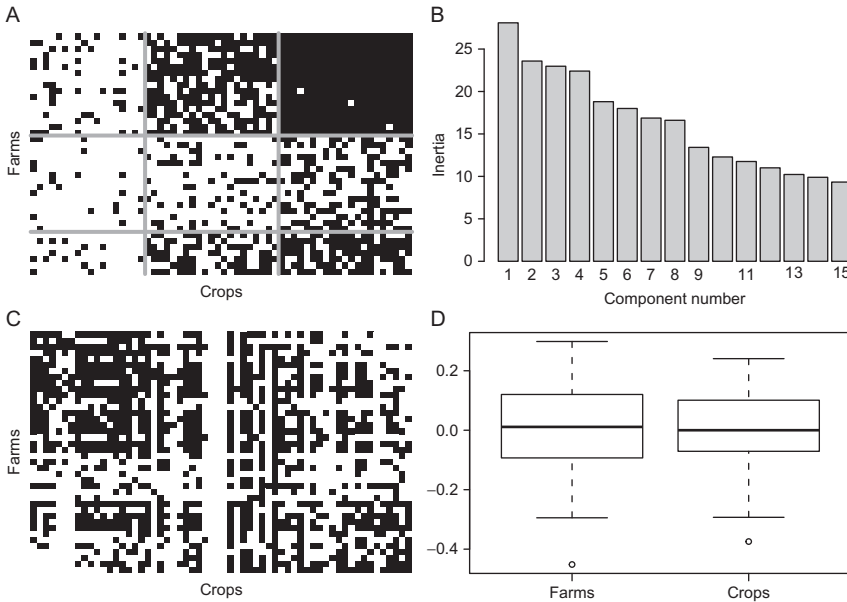 A
Farms
Crops
B
Inertia
25
20
15
10
5
0
1 2 3 4 5 6 7 8 9 11 13 15
Component number
C
Farms
Crops
D
0.2
0.0
−0.2
−0.4
Farms Crops